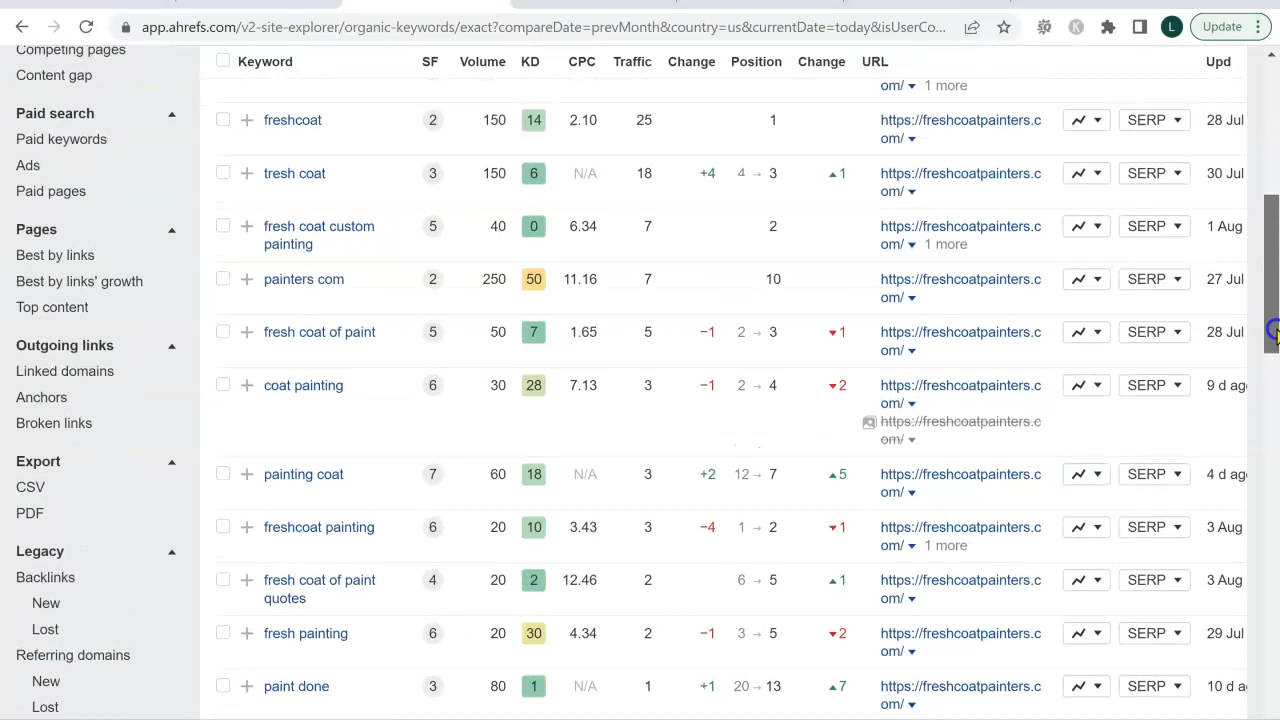 app.ahrefs.com/v2-site-explorer/organic-keywords/exact?compareDate=prevMonth&country=us&currentDate=today&isUserCo...
K
L
Update
Competing pages
Content gap
Paid search
Paid keywords
Ads
Paid pages
Pages
Best by links
Best by links' growth
Top content
Outgoing links
Linked domains
Anchors
Broken links
Export
CSV
PDF
Legacy
Backlinks
New
Lost
Referring domains
New
Lost
Keyword SF Volume KD CPC Traffic Change Position Change URL Upd
om/ 1 more
freshcoat 2 150 14 2.10 25 1 https://freshcoatpainters.c SERP 28 Jul
om/
tresh coat 3 150 6 N/A 18 +4 4 → 3 1 https://freshcoatpainters.c SERP 30 Jul
om/
fresh coat custom 5 40 0 6.34 7 2 https://freshcoatpainters.c SERP 1 Aug
painting om/ 1 more
painters com 2 250 50 11.16 7 10 https://freshcoatpainters.c SERP 27 Jul
om/
fresh coat of paint 5 50 7 1.65 5 −1 2 → 3 1 https://freshcoatpainters.c SERP 28 Jul
om/
coat painting 6 30 28 7.13 3 −1 2 → 4 2 https://freshcoatpainters.c SERP 9 d ago
om/
https://freshcoatpainters.c
om/
painting coat 7 60 18 N/A 3 +2 12 → 7 5 https://freshcoatpainters.c SERP 4 d ago
om/
freshcoat painting 6 20 10 3.43 3 −4 1 → 2 1 https://freshcoatpainters.c SERP 3 Aug
om/ 1 more
fresh coat of paint 4 20 2 12.46 2 6 → 5 1 https://freshcoatpainters.c SERP 3 Aug
quotes om/
fresh painting 6 20 30 4.34 2 −1 3 → 5 2 https://freshcoatpainters.c SERP 29 Jul
om/
paint done 3 80 1 N/A 1 +1 20 → 13 7 https://freshcoatpainters.c SERP 10 d a
om/